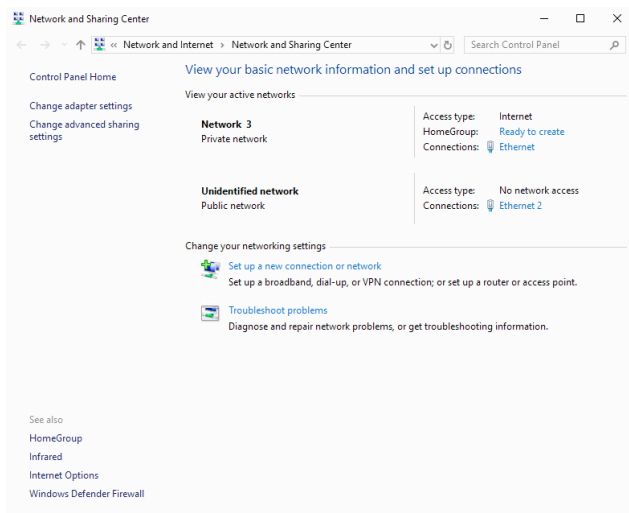 Network and Sharing Center
« Network and Internet › Network and Sharing Center
Search Control Panel
Control Panel Home
Change adapter settings
Change advanced sharing
settings
View your basic network information and set up connections
View your active networks
Network 3
Private network
Access type: Internet
HomeGroup: Ready to create
Connections: Ethernet
Unidentified network
Public network
Access type: No network access
Connections: Ethernet 2
Change your networking settings
Set up a new connection or network
Set up a broadband, dial-up, or VPN connection; or set up a router or access point.
Troubleshoot problems
Diagnose and repair network problems, or get troubleshooting information.
See also
HomeGroup
Infrared
Internet Options
Windows Defender Firewall